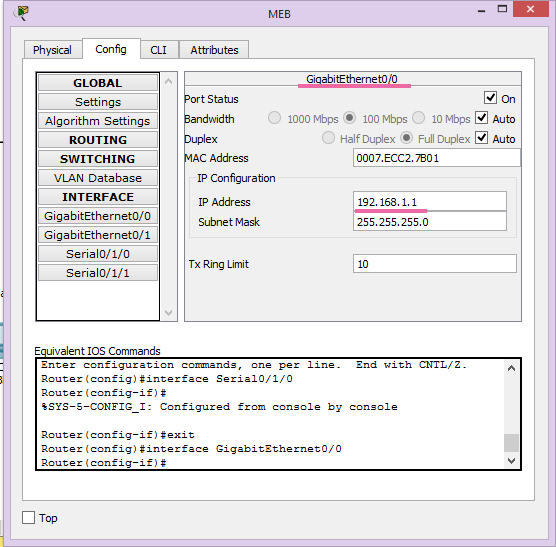 MEB
Physical Config CLI Attributes
GLOBAL
Settings
Algorithm Settings
ROUTING
SWITCHING
VLAN Database
INTERFACE
GigabitEthernet0/0
GigabitEthernet0/1
Serial0/1/0
Serial0/1/1
GigabitEthernet0/0
Port Status On
Bandwidth 1000 Mbps 100 Mbps 10 Mbps Auto
Duplex Half Duplex Full Duplex Auto
MAC Address 0007.ECC2.7B01
IP Configuration
IP Address 192.168.1.1
Subnet Mask 255.255.255.0
Tx Ring Limit 10
Equivalent IOS Commands
Enter configuration commands, one per line. End with CNTL/Z.
Router(config)#interface Serial0/1/0
Router(config-if)#
%SYS-5-CONFIG_I: Configured from console by console
Router(config-if)#exit
Router(config)#interface GigabitEthernet0/0
Router(config-if)#
Top